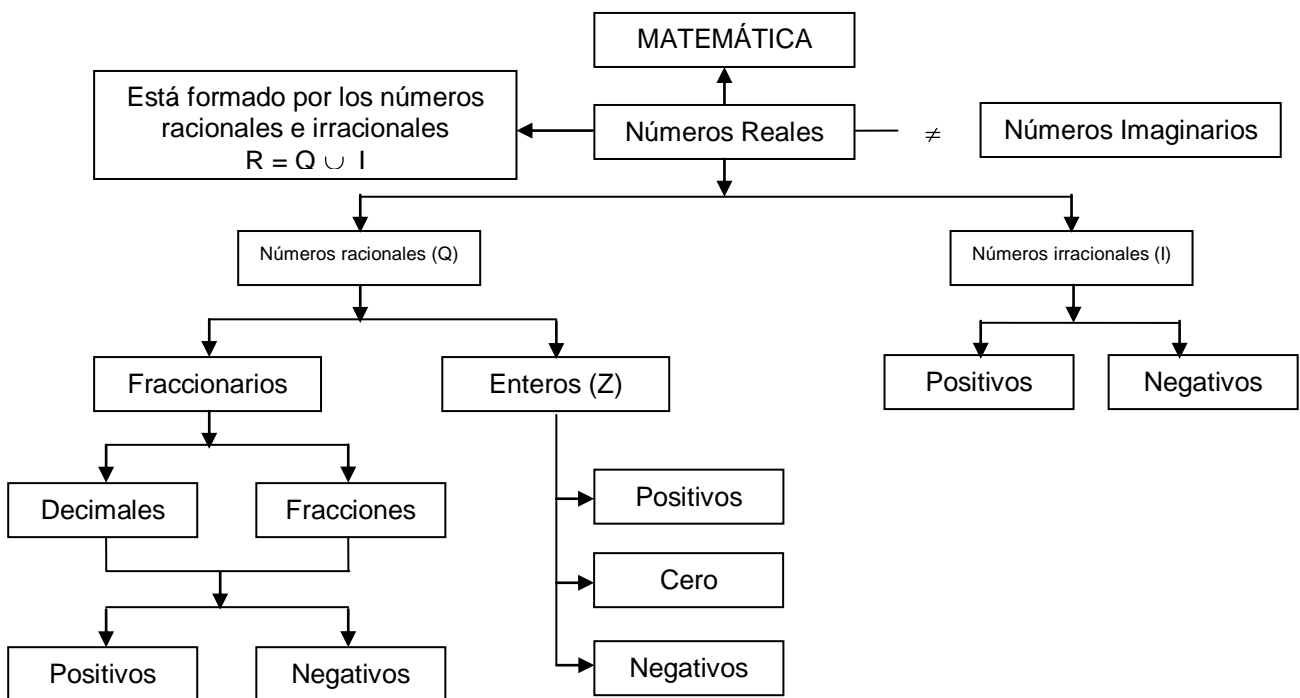 MATEMÁTICA
Está formado por los números
racionales e irracionales
R = Q ∪ I
Números Reales
≠
Números Imaginarios
Números racionales (Q)
Números irracionales (I)
Fraccionarios
Enteros (Z)
Positivos
Negativos
Decimales
Fracciones
Positivos
Cero
Positivos
Negativos
Negativos